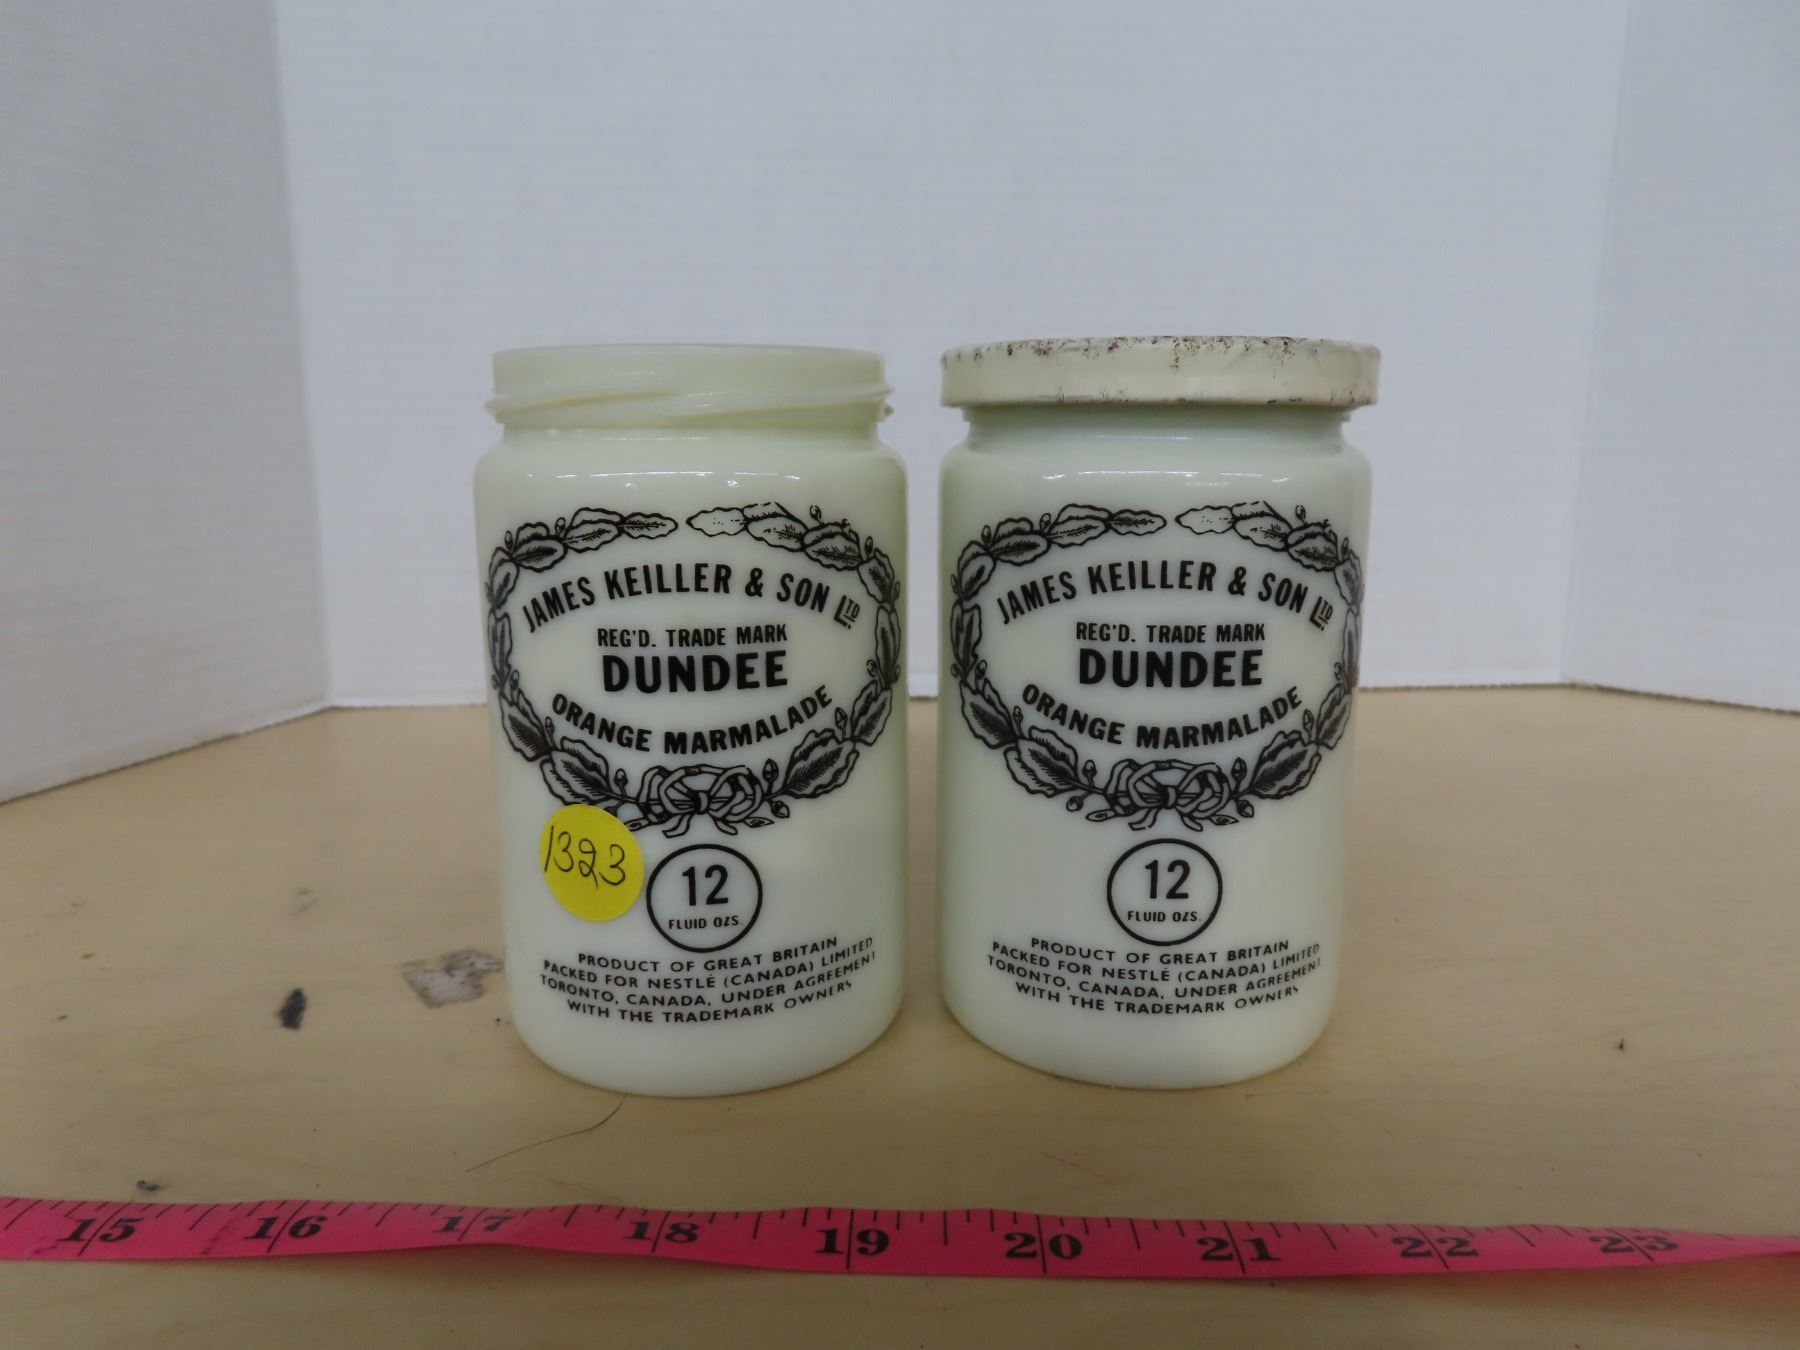 JAMES KEILLER & SON LTD.
REG'D. TRADE MARK
DUNDEE
ORANGE MARMALADE
1323
12
FLUID OZS.
PRODUCT OF GREAT BRITAIN
PACKED FOR NESTLÉ (CANADA) LIMITED
TORONTO, CANADA, UNDER AGREEMENT
WITH THE TRADEMARK OWNERS
JAMES KEILLER & SON LTD.
REG'D. TRADE MARK
DUNDEE
ORANGE MARMALADE
12
FLUID OZS.
PRODUCT OF GREAT BRITAIN
PACKED FOR NESTLÉ (CANADA) LIMITED
TORONTO, CANADA, UNDER AGREEMENT
WITH THE TRADEMARK OWNERS
15 16 17 18 19 20 21 22 23